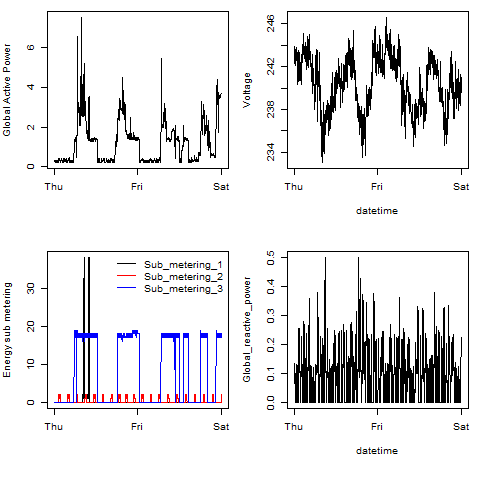 Global Active Power
6
4
2
0
Thu Fri Sat
Voltage
246
242
238
234
Thu Fri Sat
datetime
Energy sub metering
30
20
10
0
Sub_metering_1
Sub_metering_2
Sub_metering_3
Thu Fri Sat
Global_reactive_power
0.5
0.4
0.3
0.2
0.1
0.0
Thu Fri Sat
datetime